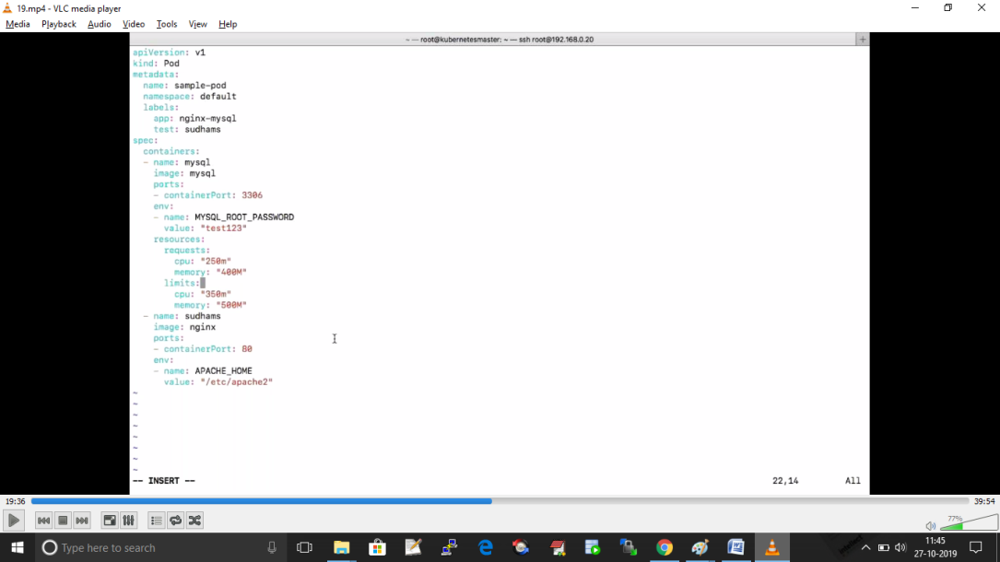 19.mp4 - VLC media player
Media Playback Audio Video Tools View Help
~ — root@kubernetesmaster: ~ — ssh root@192.168.0.20
+
apiVersion: v1
kind: Pod
metadata:
  name: sample-pod
  namespace: default
  labels:
    app: nginx-mysql
    test: sudhams
spec:
  containers:
  - name: mysql
    image: mysql
    ports:
    - containerPort: 3306
    env:
    - name: MYSQL_ROOT_PASSWORD
      value: "test123"
    resources:
      requests:
        cpu: "250m"
        memory: "400M"
      limits:
        cpu: "350m"
        memory: "500M"
  - name: sudhams
    image: nginx
    ports:
    - containerPort: 80
    env:
    - name: APACHE_HOME
      value: "/etc/apache2"
~
~
~
~
~
~
~
~
-- INSERT -- 22,14 All
19:36 39:54
77%
Type here to search
11:45
27-10-2019